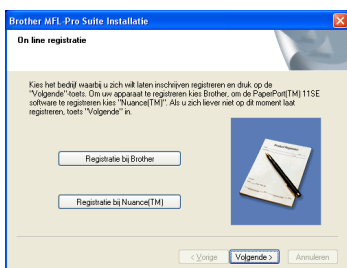 Brother MFL-Pro Suite Installatie
On line registratie
Kies het bedrijf waarbij u zich wilt laten inschrijven registreren en druk op de
"Volgende"-toets. Om uw apparaat te registreren kies Brother, om de PaperPort(TM) 11SE
software te registreren kies "Nuance(TM)". Als u zich liever niet op dit moment laat
registreren, toets "Volgende" in.
Registratie bij Brother
Registratie bij Nuance(TM)
< Vorige
Volgende >
Annuleren